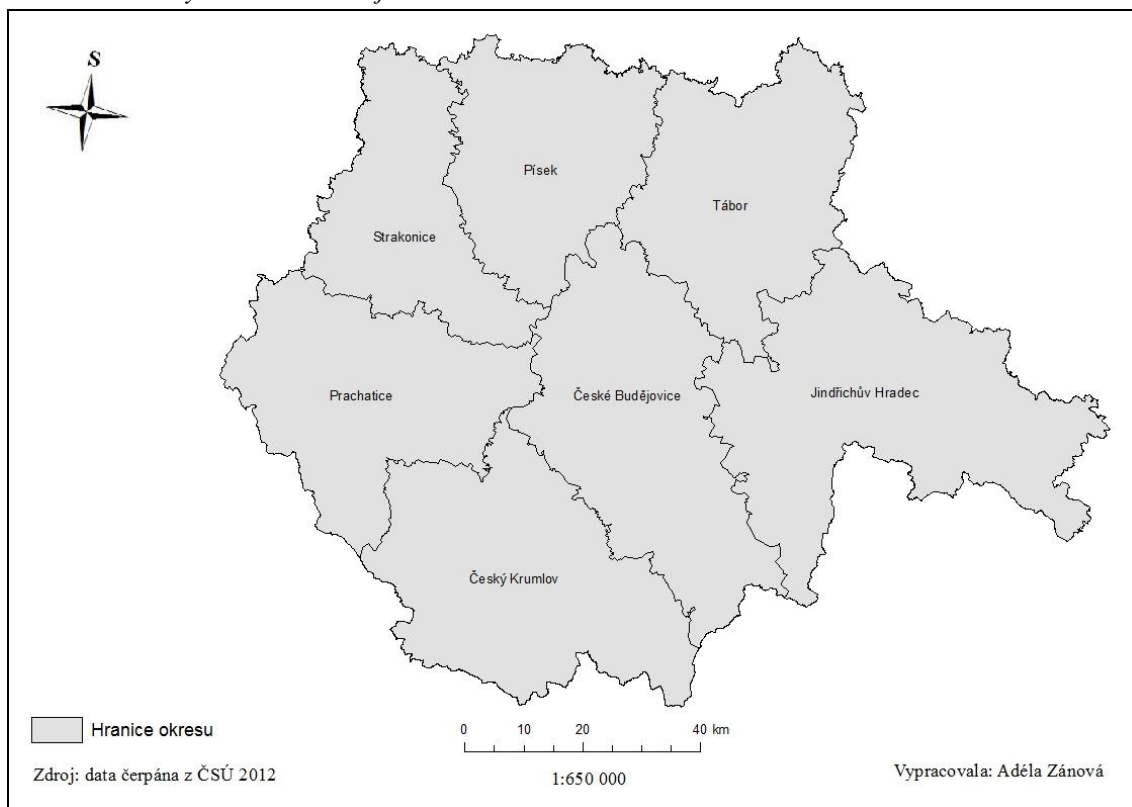 S
Písek
Tábor
Strakonice
Prachatice
České Budějovice
Jindřichův Hradec
Český Krumlov
Hranice okresu
0 10 20 40 km
1:650 000
Zdroj: data čerpána z ČSÚ 2012
Vypracovala: Adéla Zánová